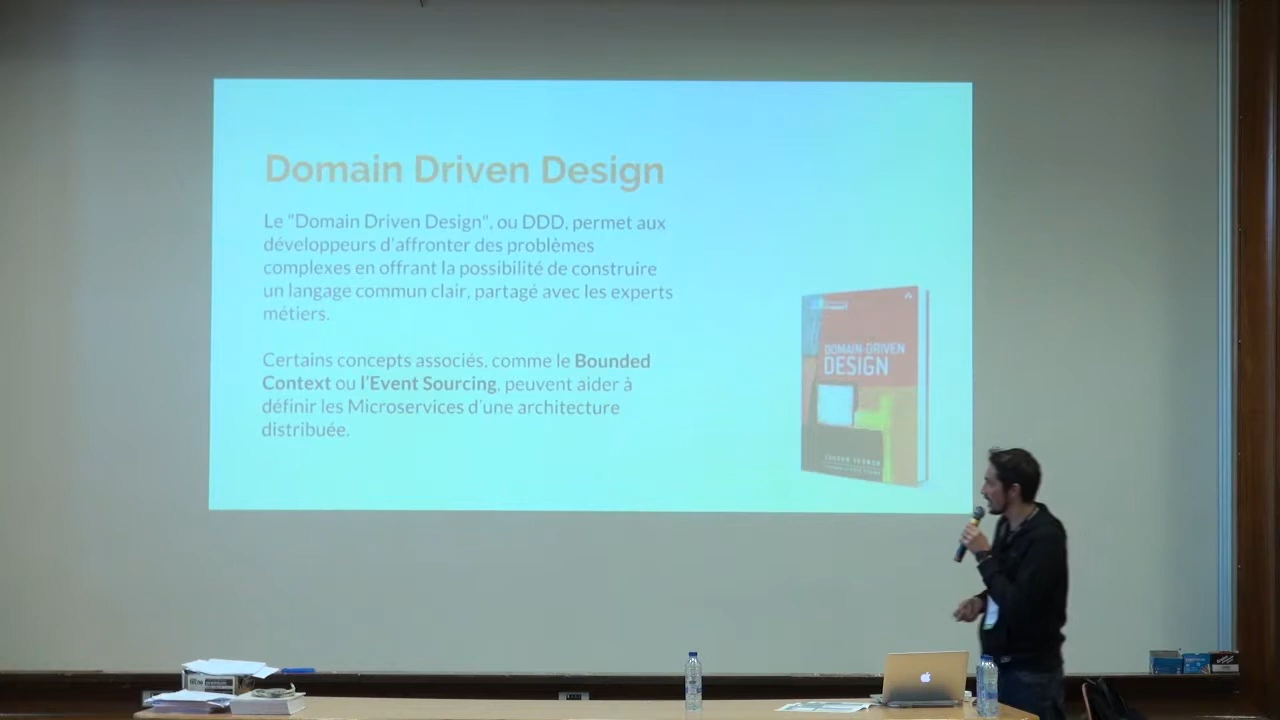 Domain Driven Design
Le "Domain Driven Design", ou DDD, permet aux
développeurs d'affronter des problèmes
complexes en offrant la possibilité de construire
un langage commun clair, partagé avec les experts
métiers.
Certains concepts associés, comme le Bounded
Context ou l'Event Sourcing, peuvent aider à
définir les Microservices d'une architecture
distribuée.
DOMAIN-DRIVEN
DESIGN